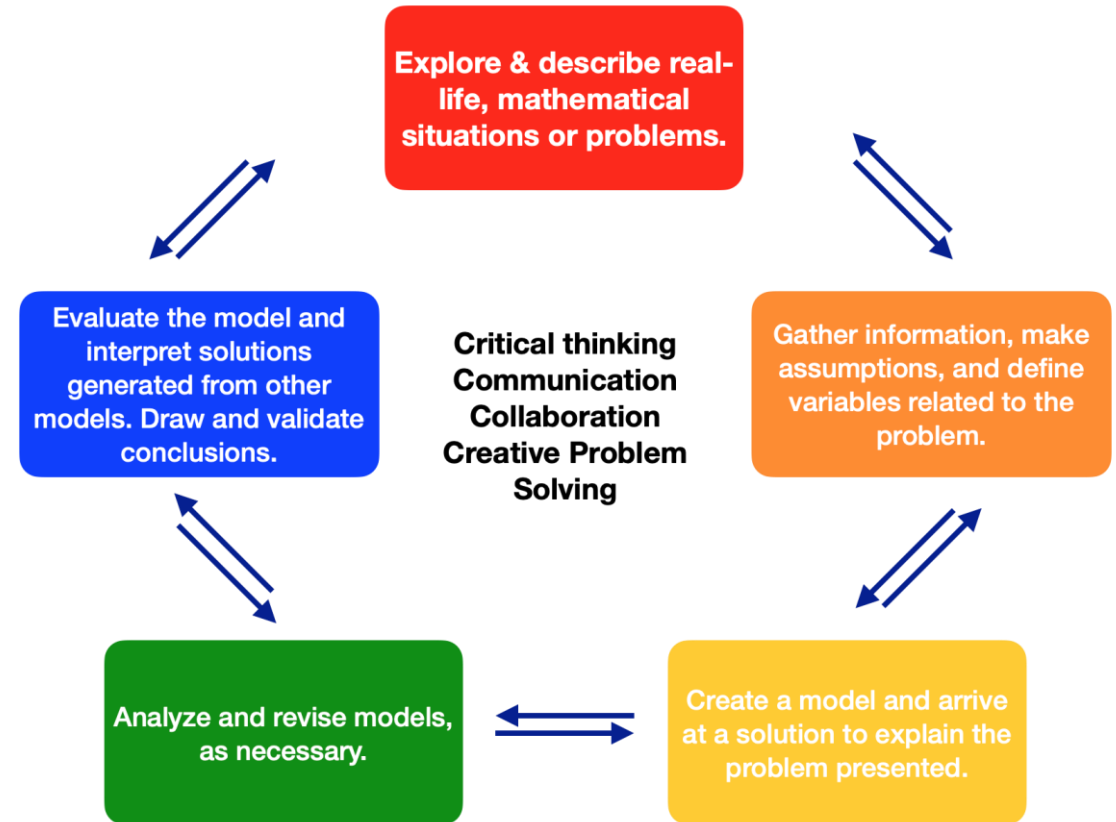 Explore & describe real-
life, mathematical
situations or problems.
Evaluate the model and
interpret solutions
generated from other
models. Draw and validate
conclusions.
Critical thinking
Communication
Collaboration
Creative Problem
Solving
Gather information, make
assumptions, and define
variables related to the
problem.
Analyze and revise models,
as necessary.
Create a model and arrive
at a solution to explain the
problem presented.